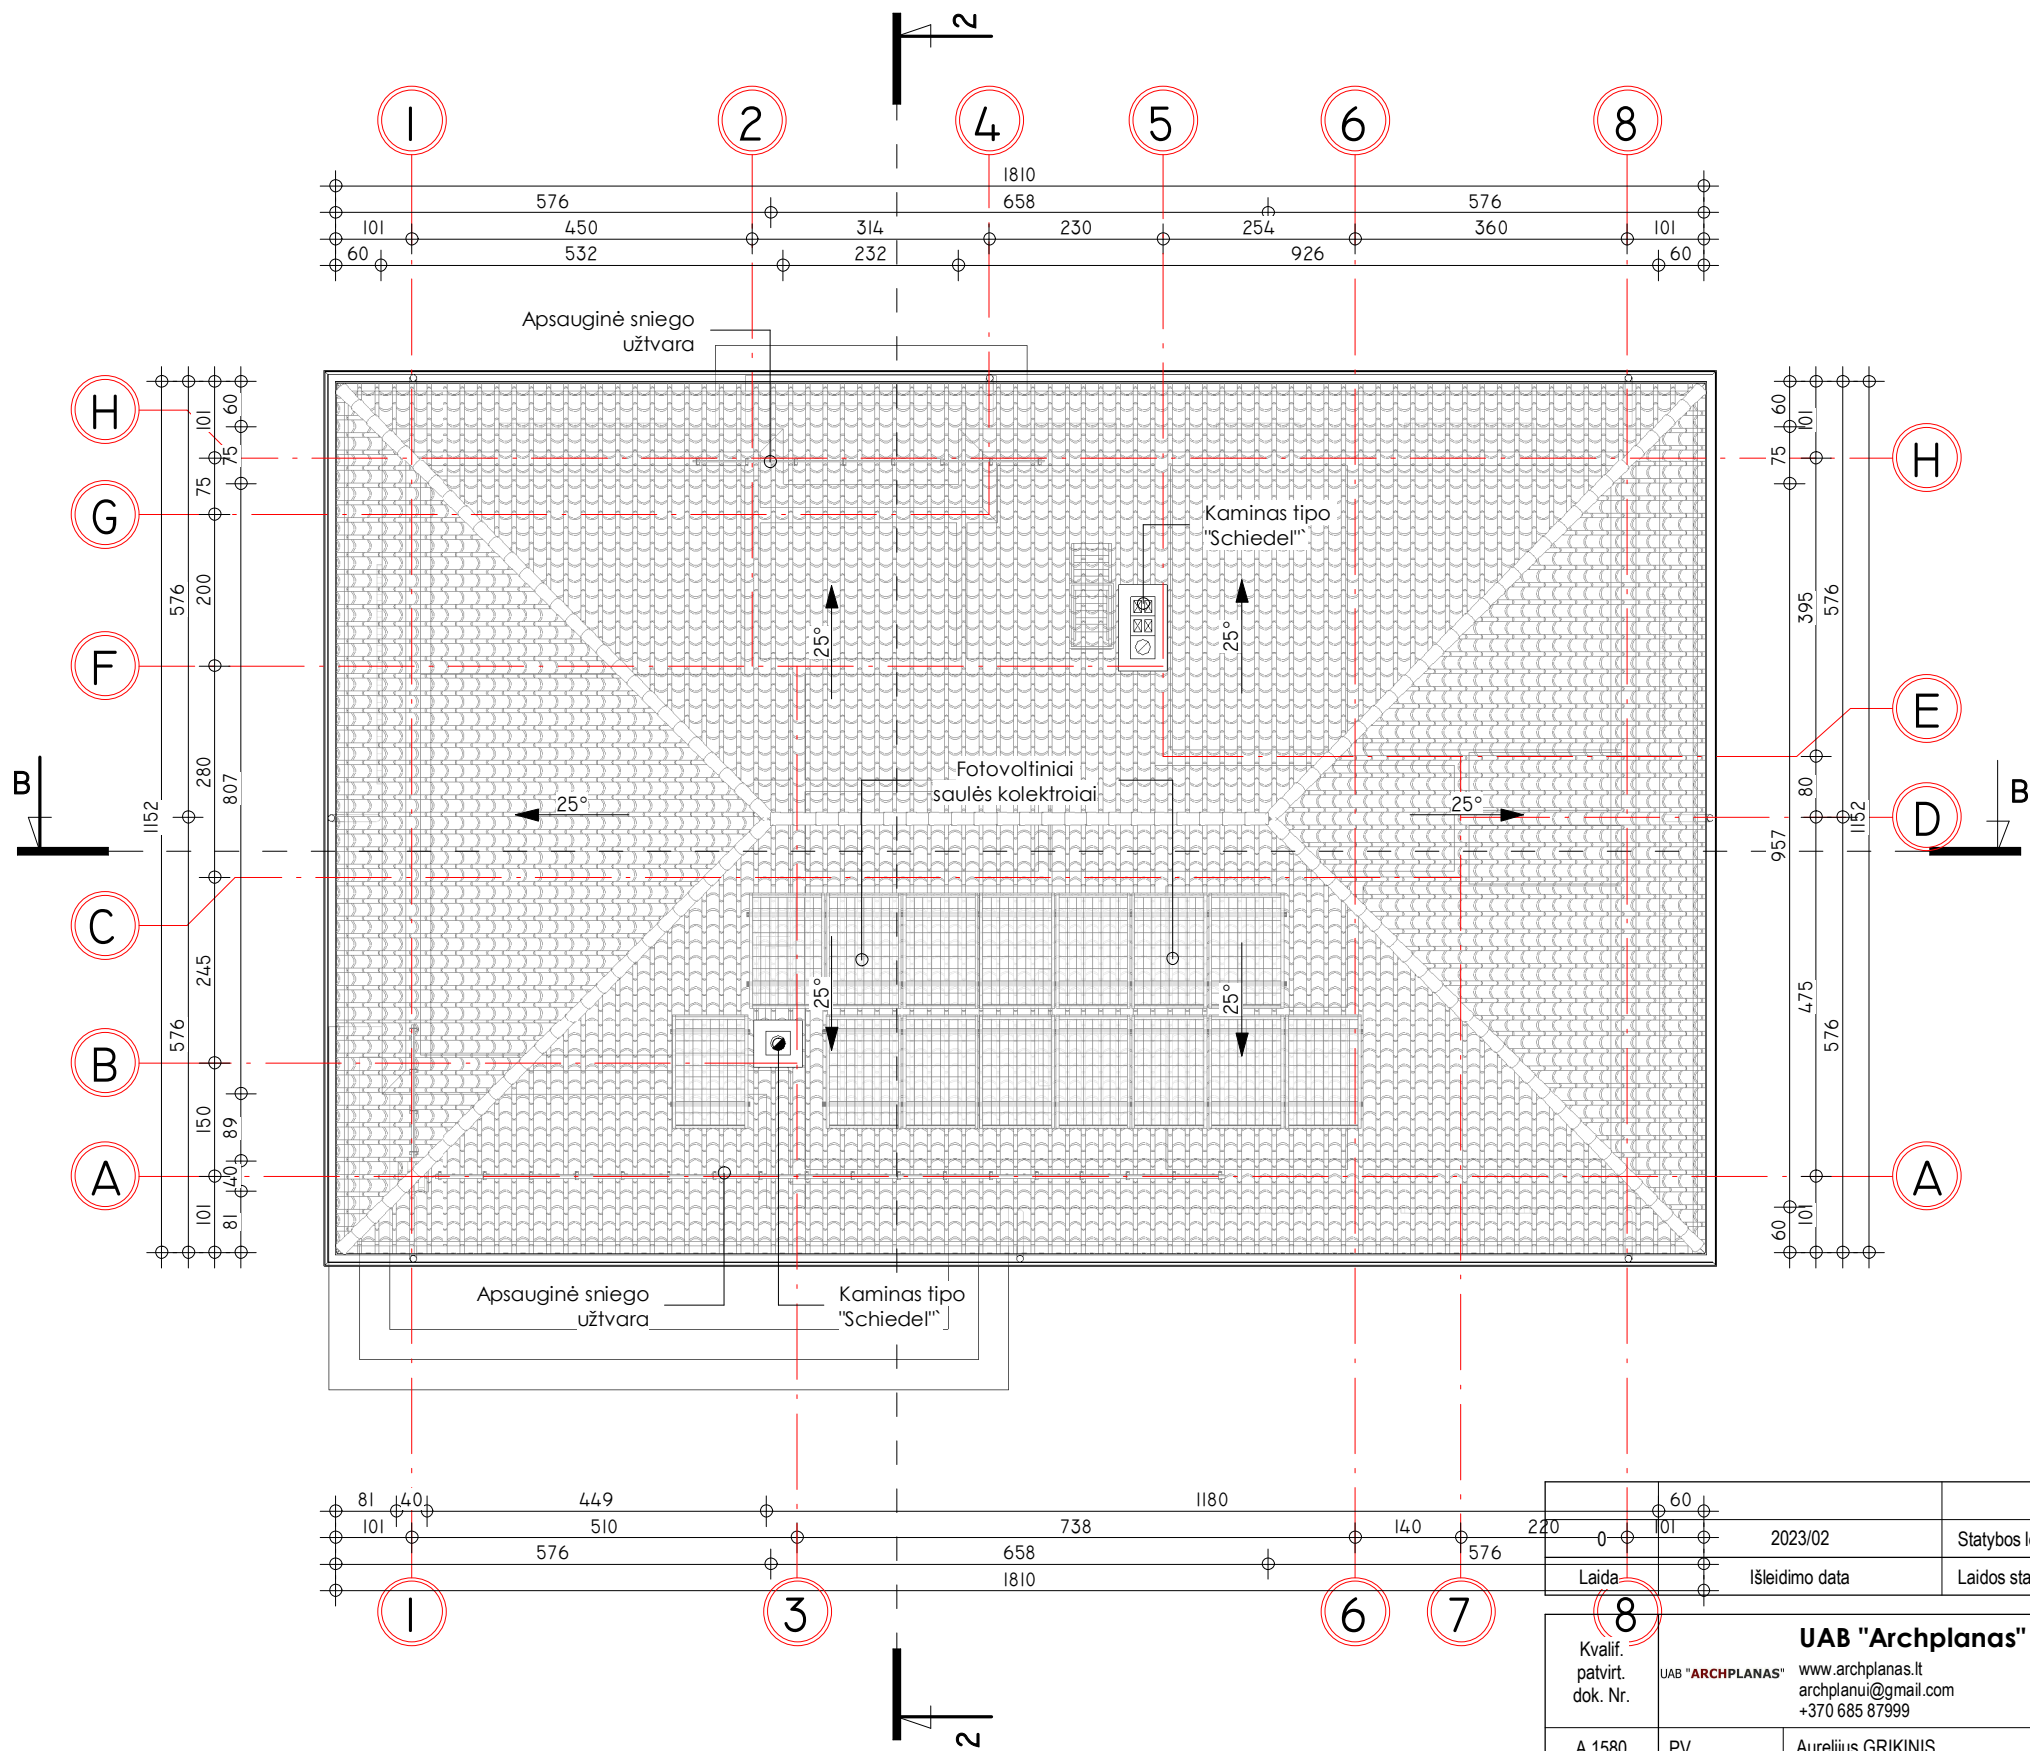 2
1 2 4 5 6 8
1810
576 658 576
101 450 314 230 254 360 101
60 532 232 926 60
Apsauginė sniego
užtvara
H
G
F
C
B
A
B
60
101
75
75
200
576
280
807
1152
245
576
150
89
40
101
81
Kaminas tipo
"Schiedel"`
25°
25°
Fotovoltiniai
saulės kolektroiai
25°
25°
25°
25°
H
E
D
A
B
60
101
75
395
576
80
957
1152
475
576
101
60
Apsauginė sniego
užtvara
Kaminas tipo
"Schiedel"`
81 40 449 1180 60
101 510 738 140 220 101
576 658 576
1810
1 3 6 7 8
2
0 2023/02 Statybos
Laida Išleidimo data Laidos
Kvalif.
patvirt.
dok. Nr.
UAB "ARCHPLANAS"
UAB "Archplanas"
www.archplanas.lt
archplanui@gmail.com
+370 685 87999
A 1580 PV Aurelijus GRIKINIS